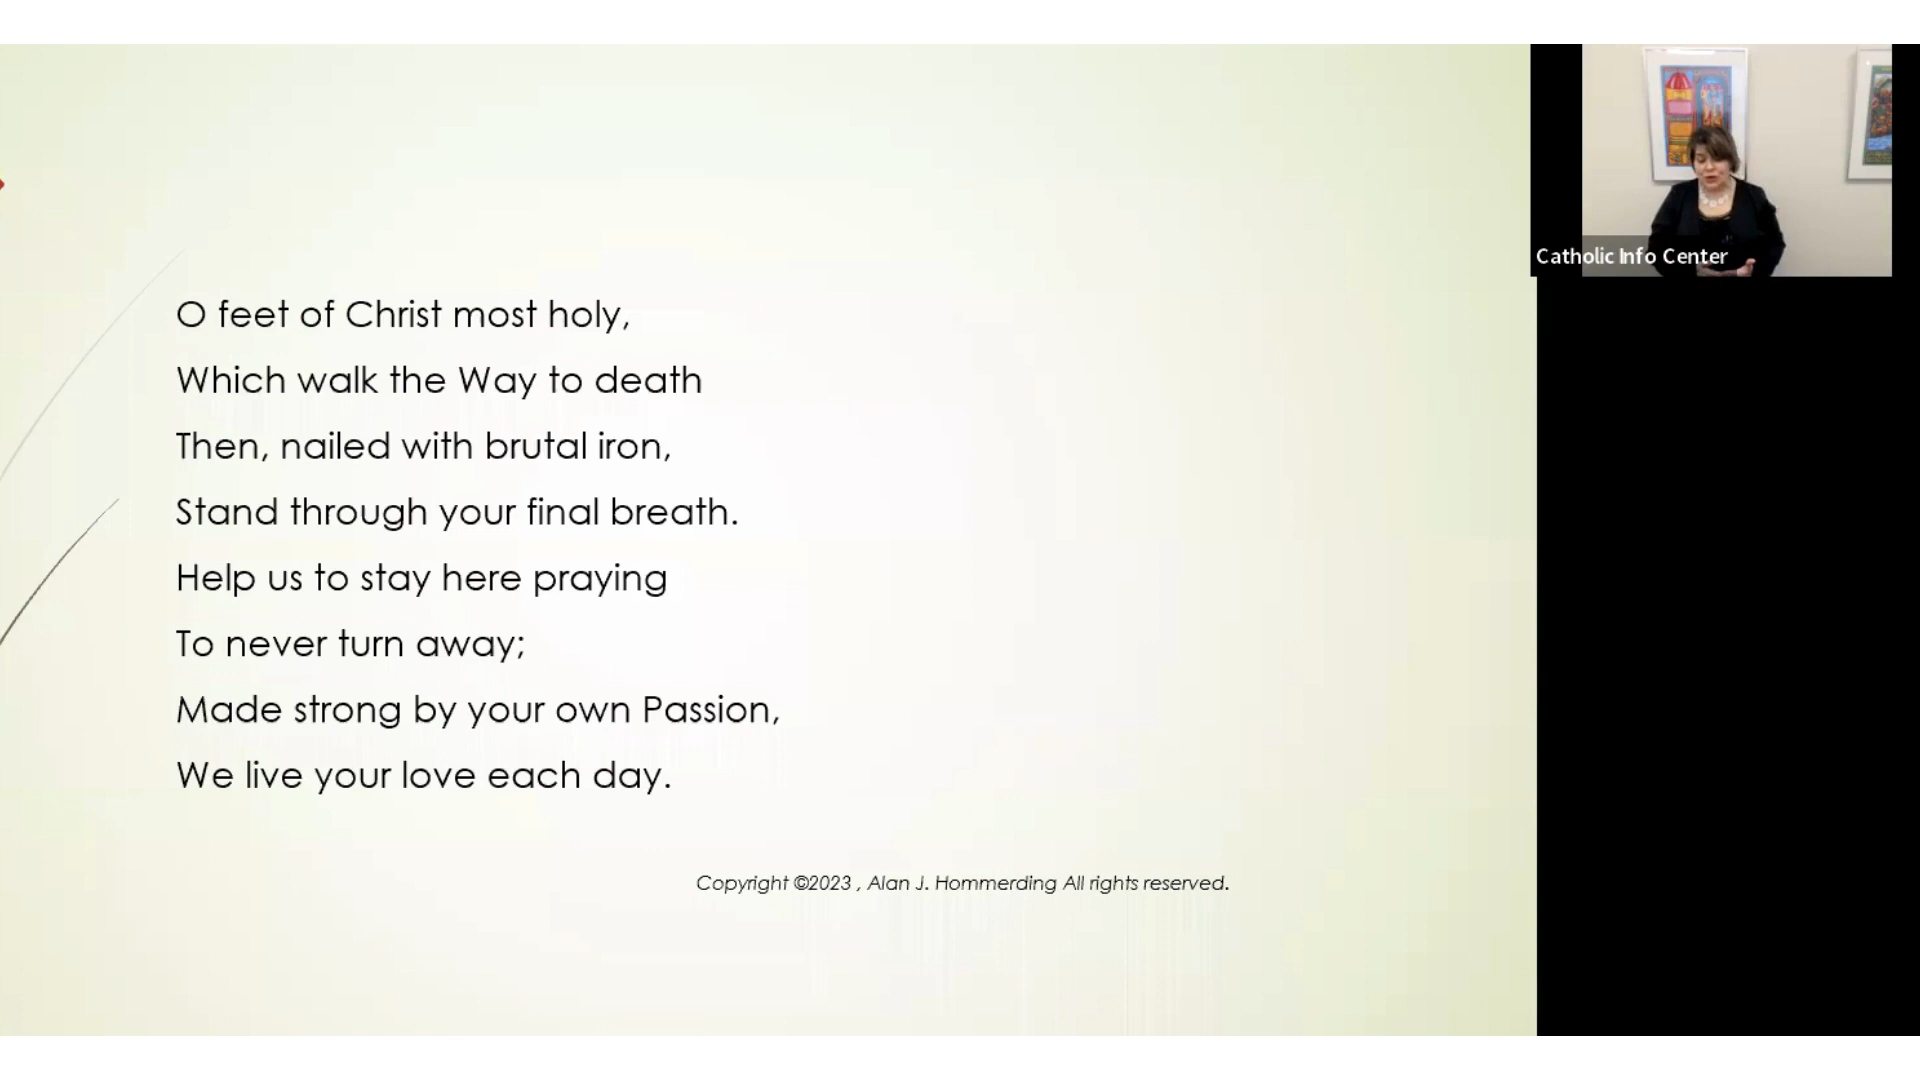 O feet of Christ most holy,
Which walk the Way to death
Then, nailed with brutal iron,
Stand through your final breath.
Help us to stay here praying
To never turn away;
Made strong by your own Passion,
We live your love each day.
Copyright ©2023 , Alan J. Hommerding All rights reserved.
Catholic Info Center